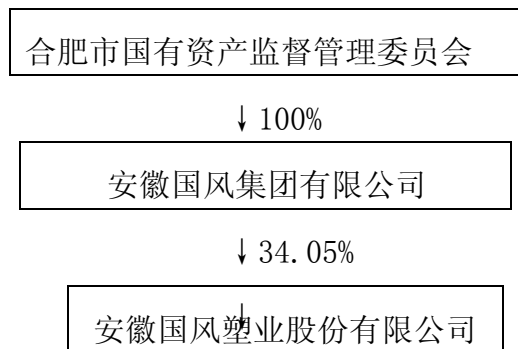 合肥市国有资产监督管理委员会
↓100%
安徽国风集团有限公司
↓34.05%
安徽国风塑业股份有限公司